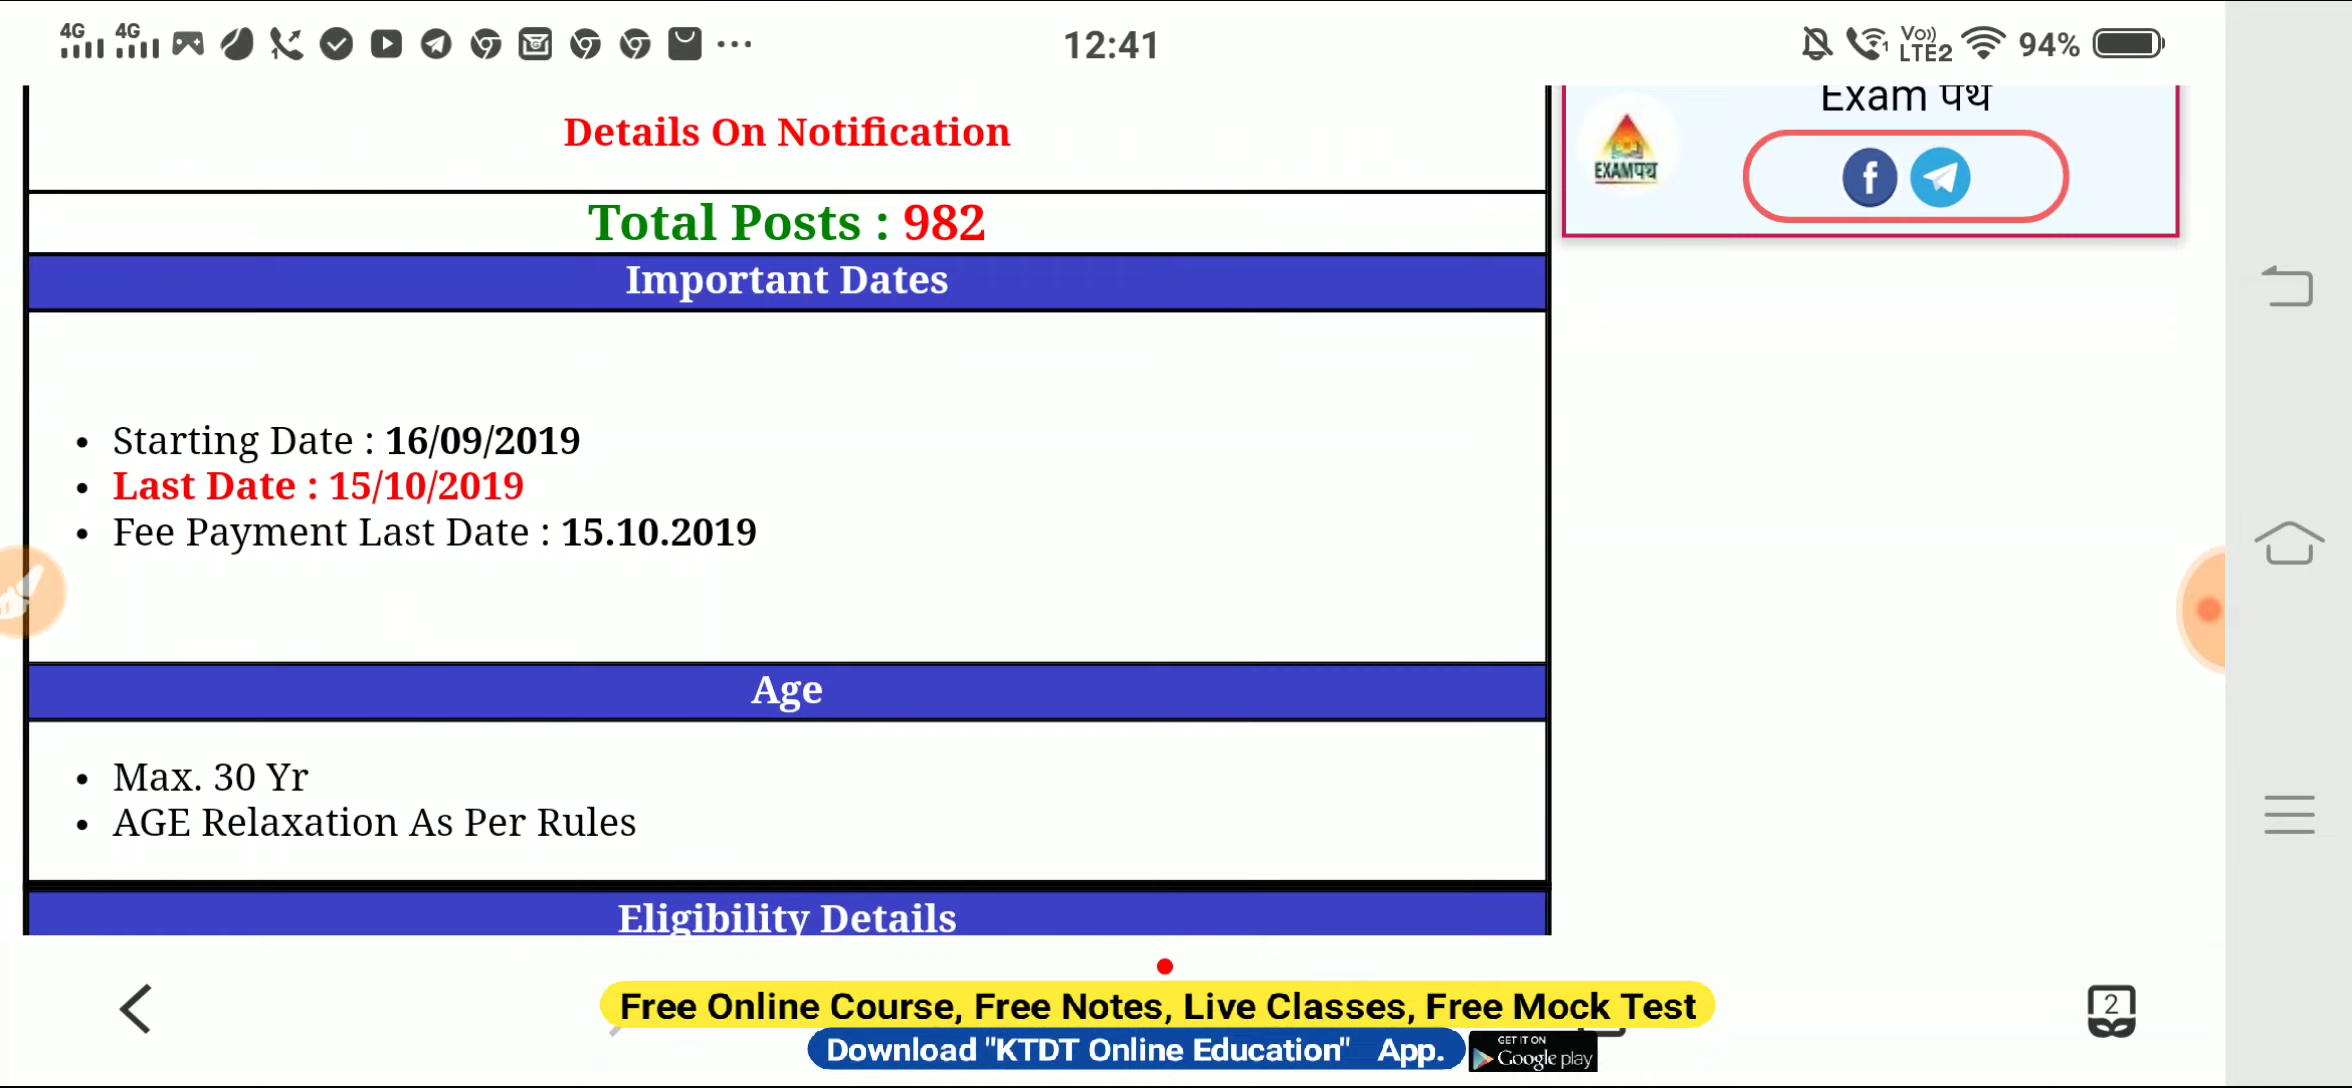 4G 4G 12:41 Vo)) LTE2 94%
Details On Notification
Total Posts : 982
Important Dates
Starting Date : 16/09/2019
Last Date : 15/10/2019
Fee Payment Last Date : 15.10.2019
Age
Max. 30 Yr
AGE Relaxation As Per Rules
Eligibility Details
Exam पथ
EXAMपथ
f
2
Free Online Course, Free Notes, Live Classes, Free Mock Test
Download "KTDT Online Education" App.
GET IT ON
Google play